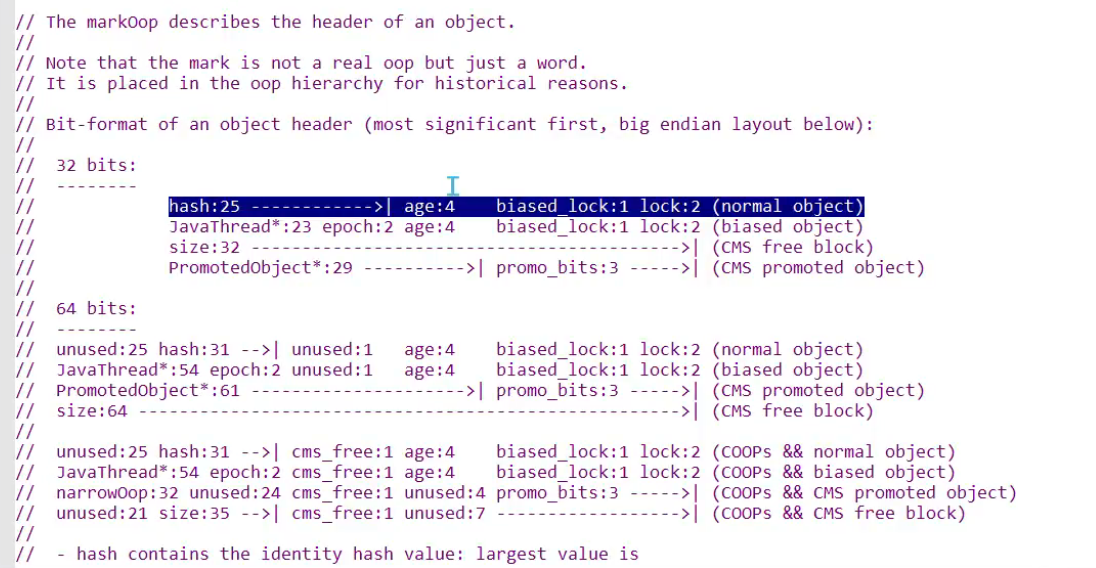 // The markOop describes the header of an object.
//
// Note that the mark is not a real oop but just a word.
// It is placed in the oop hierarchy for historical reasons.
//
// Bit-format of an object header (most significant first, big endian layout below):
//
//  32 bits:
//  --------
//             hash:25 ------------>| age:4    biased_lock:1 lock:2 (normal object)
//             JavaThread*:23 epoch:2 age:4    biased_lock:1 lock:2 (biased object)
//             size:32 ------------------------------------------>| (CMS free block)
//             PromotedObject*:29 ---------->| promo_bits:3 ----->| (CMS promoted object)
//
//  64 bits:
//  --------
//  unused:25 hash:31 -->| unused:1   age:4    biased_lock:1 lock:2 (normal object)
//  JavaThread*:54 epoch:2 unused:1   age:4    biased_lock:1 lock:2 (biased object)
//  PromotedObject*:61 --------------------->| promo_bits:3 ----->| (CMS promoted object)
//  size:64 ----------------------------------------------------->| (CMS free block)
//
//  unused:25 hash:31 -->| cms_free:1 age:4    biased_lock:1 lock:2 (COOPs && normal object)
//  JavaThread*:54 epoch:2 cms_free:1 age:4    biased_lock:1 lock:2 (COOPs && biased object)
//  narrowOop:32 unused:24 cms_free:1 unused:4 promo_bits:3 ----->| (COOPs && CMS promoted object)
//  unused:21 size:35 -->| cms_free:1 unused:7 ------------------>| (COOPs && CMS free block)
//
//  - hash contains the identity hash value: largest value is